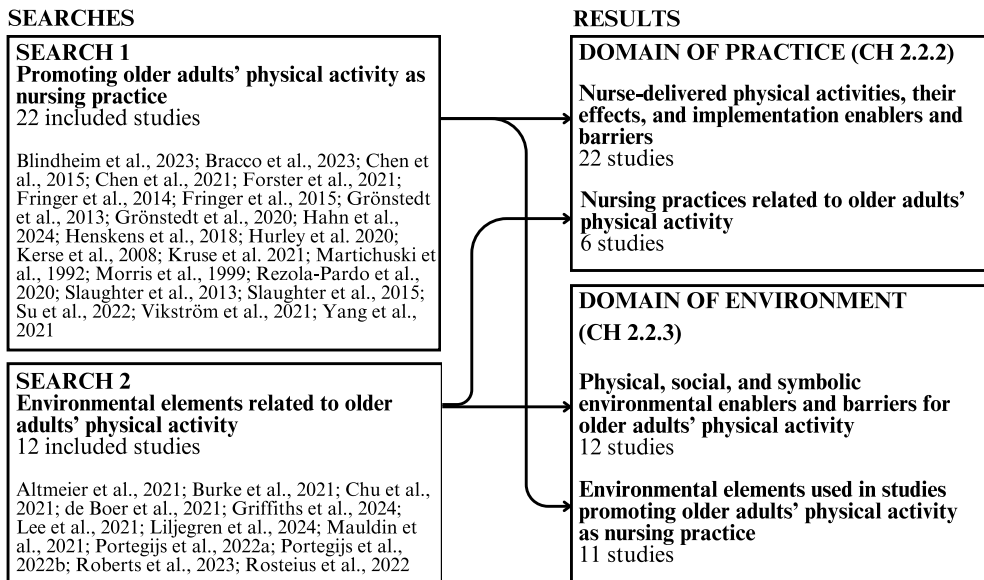 SEARCHES
SEARCH 1
Promoting older adults' physical activity as
nursing practice
22 included studies
Blindheim et al., 2023; Bracco et al., 2023; Chen et
al., 2015; Chen et al., 2021; Forster et al., 2021;
Fringer et al., 2014; Fringer et al., 2015; Grönstedt
et al., 2013; Grönstedt et al., 2020; Hahn et al.,
2024; Henskens et al., 2018; Hurley et al. 2020;
Kerse et al., 2008; Kruse et al. 2021; Martichuski et
al., 1992; Morris et al., 1999; Rezola-Pardo et al.,
2020; Slaughter et al., 2013; Slaughter et al., 2015;
Su et al., 2022; Vikström et al., 2021; Yang et al.,
2021
SEARCH 2
Environmental elements related to older
adults' physical activity
12 included studies
Altmeier et al., 2021; Burke et al., 2021; Chu et al.,
2021; de Boer et al., 2021; Griffiths et al., 2024;
Lee et al., 2021; Liljegren et al., 2024; Mauldin et
al., 2021; Portegijs et al., 2022a; Portegijs et al.,
2022b; Roberts et al., 2023; Rosteius et al., 2022
RESULTS
DOMAIN OF PRACTICE (CH 2.2.2)
Nurse-delivered physical activities, their
effects, and implementation enablers and
barriers
22 studies
Nursing practices related to older adults'
physical activity
6 studies
DOMAIN OF ENVIRONMENT
(CH 2.2.3)
Physical, social, and symbolic
environmental enablers and barriers for
older adults' physical activity
12 studies
Environmental elements used in studies
promoting older adults' physical activity
as nursing practice
11 studies